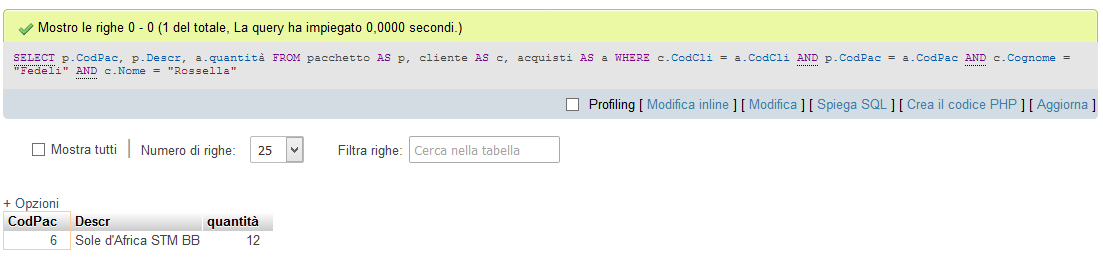 Mostro le righe 0 - 0 (1 del totale, La query ha impiegato 0,0000 secondi.)
SELECT p.CodPac, p.Descr, a.quantità FROM pacchetto AS p, cliente AS c, acquisti AS a WHERE c.CodCli = a.CodCli AND p.CodPac = a.CodPac AND c.Cognome =
"Fedeli" AND c.Nome = "Rossella"
Profiling [ Modifica inline ] [ Modifica ] [ Spiega SQL ] [ Crea il codice PHP ] [ Aggiorna ]
Mostra tutti | Numero di righe: 25 Filtra righe: Cerca nella tabella
+ Opzioni
CodPac Descr quantità
6 Sole d'Africa STM BB 12